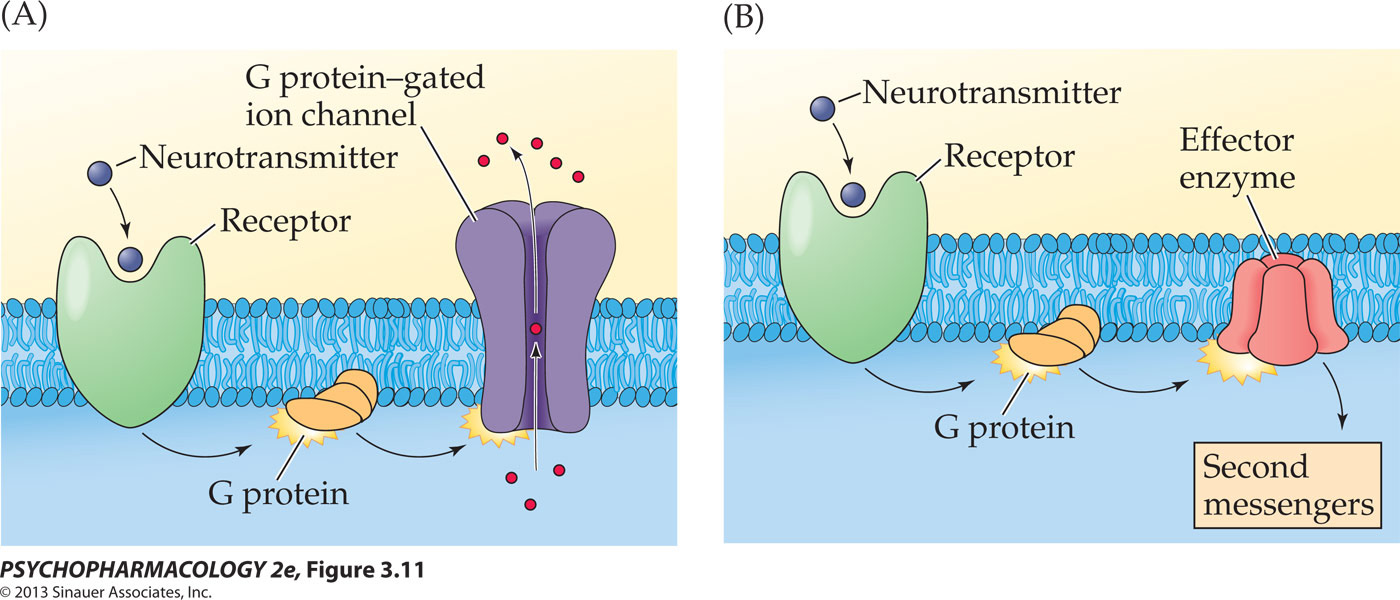 (A)
G protein–gated
ion channel
Neurotransmitter
Receptor
G protein
(B)
Neurotransmitter
Receptor
Effector
enzyme
G protein
Second
messengers
PSYCHOPHARMACOLOGY 2e, Figure 3.11
© 2013 Sinauer Associates, Inc.